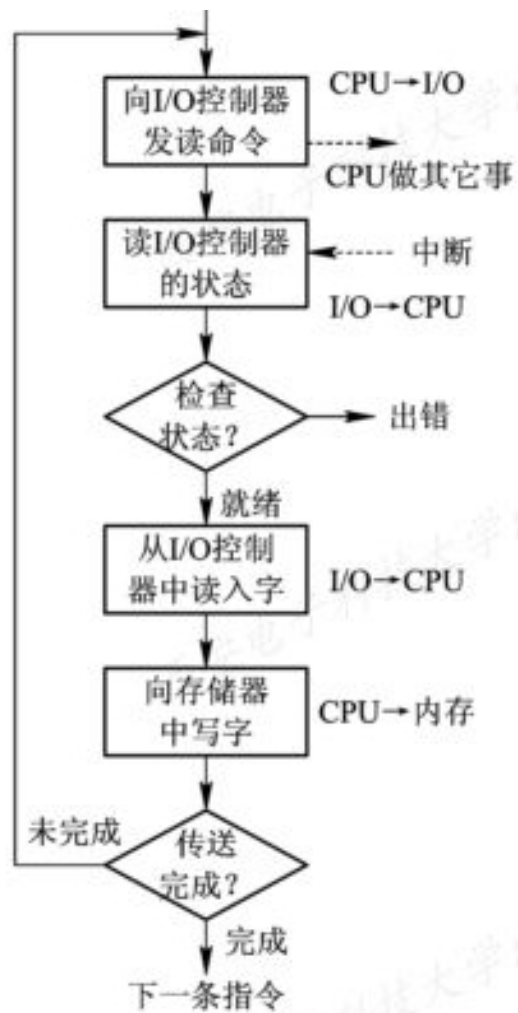 向I/O控制器
发读命令
CPU→I/O
CPU做其它事
读I/O控制器
的状态
中断
I/O→CPU
检查
状态?
出错
就绪
从I/O控制
器中读入字
I/O→CPU
向存储器
中写字
CPU→内存
未完成
传送
完成?
完成
下一条指令